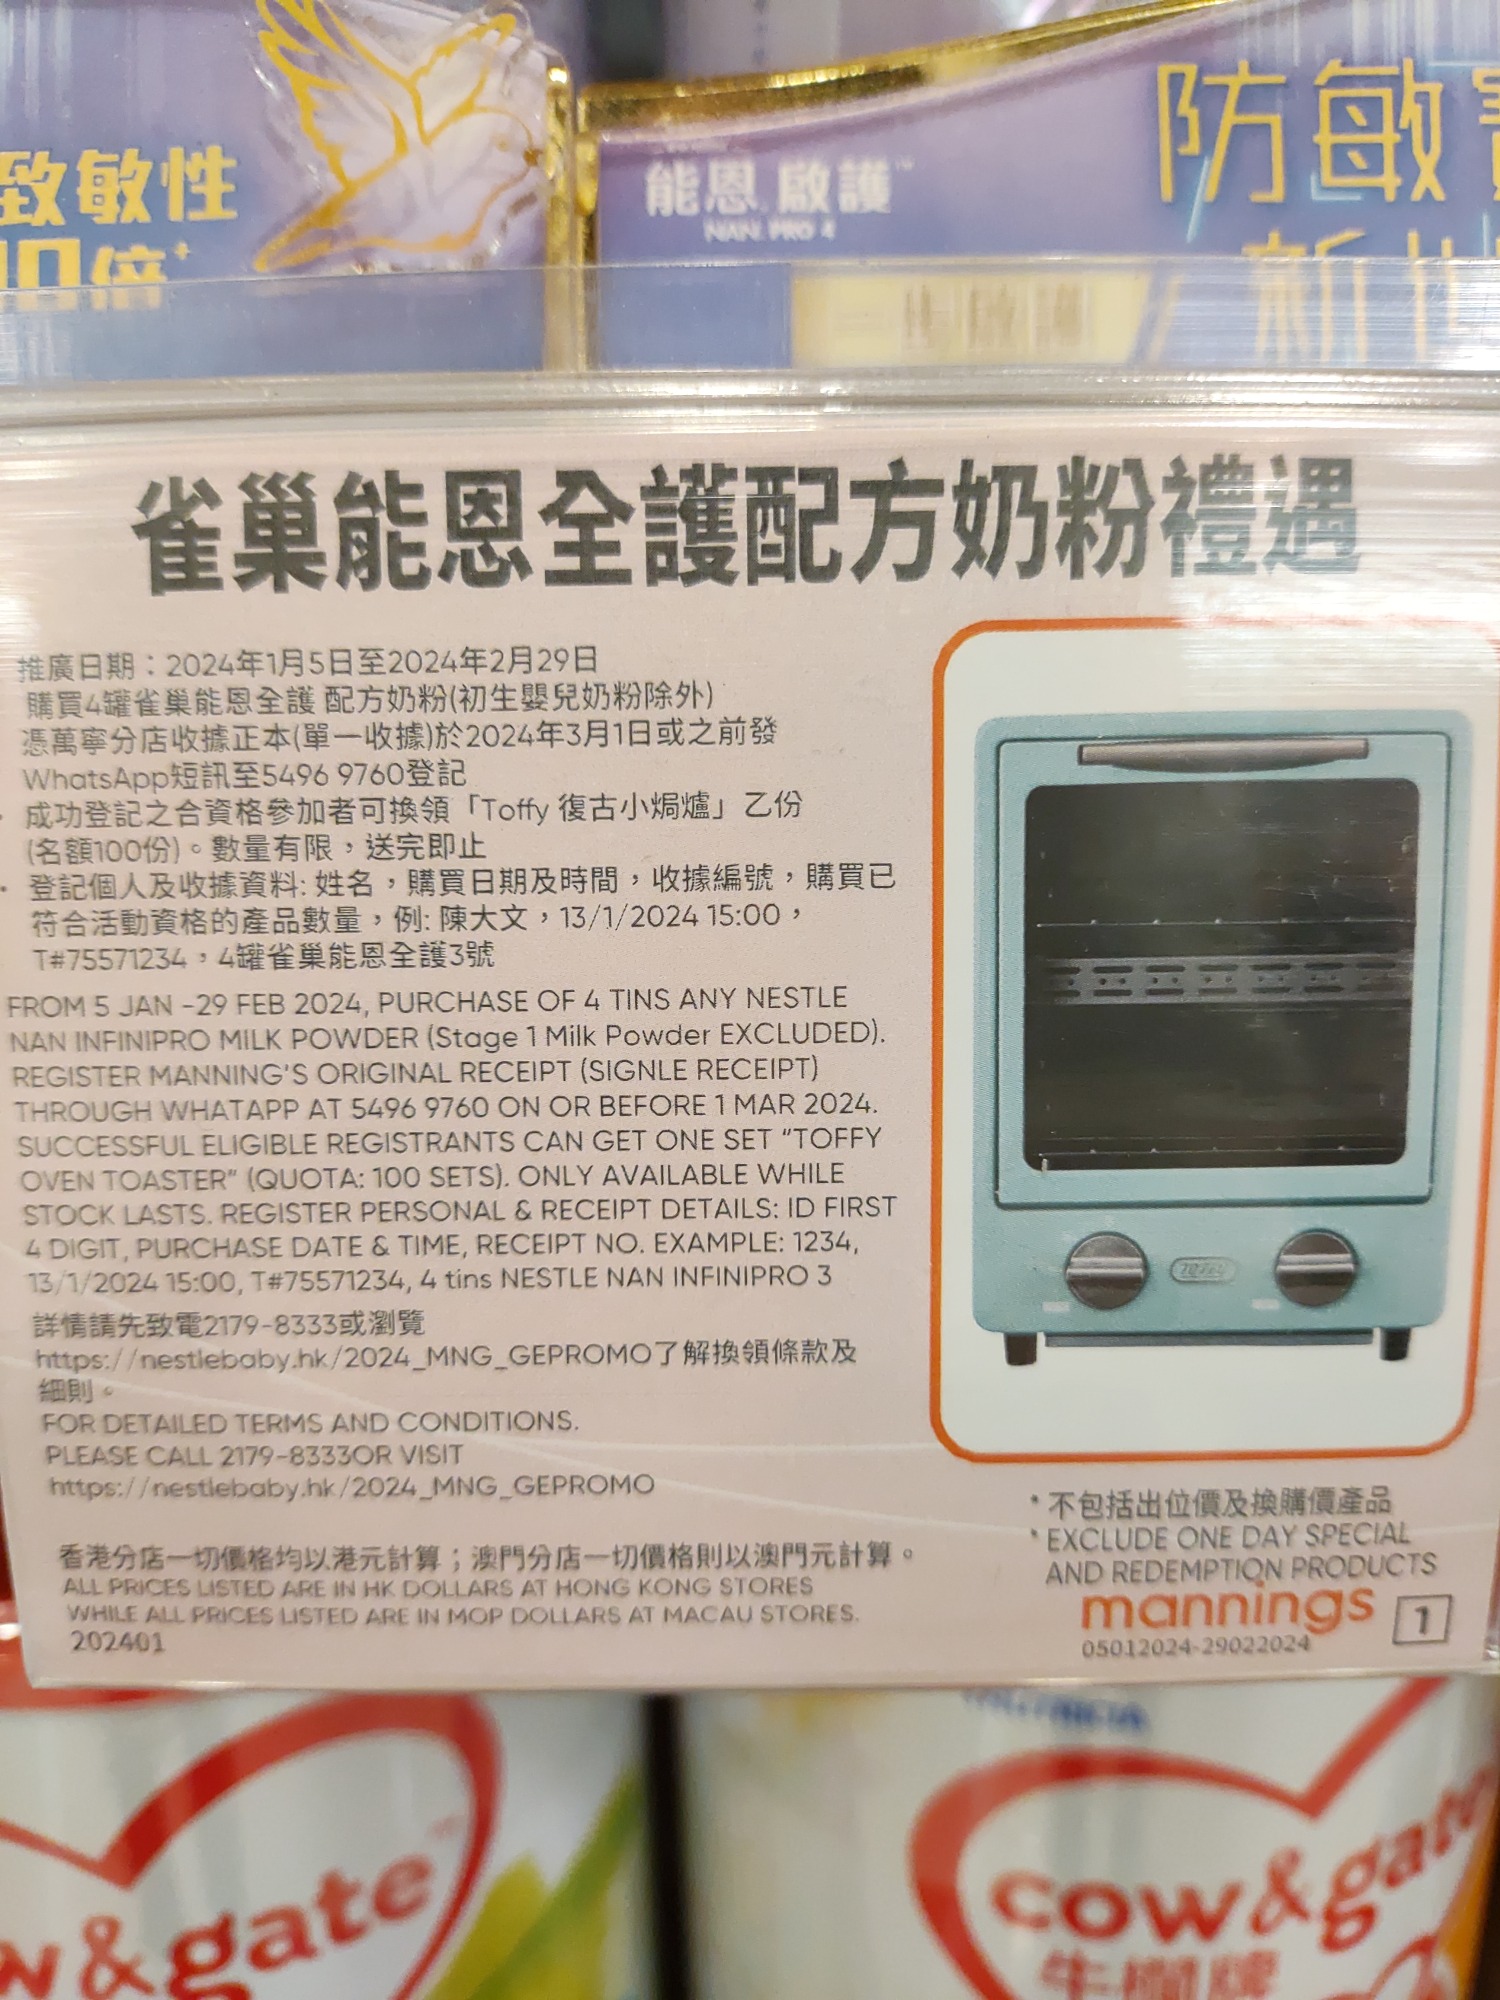 致敏性
10倍
能恩 啟護™
NAN PRO 4
防敏
雀巢能恩全護配方奶粉禮遇
推廣日期：2024年1月5日至2024年2月29日
購買4罐雀巢能恩全護 配方奶粉(初生嬰兒奶粉除外)
憑萬寧分店收據正本(單一收據)於2024年3月1日或之前發
WhatsApp短訊至5496 9760登記
· 成功登記之合資格參加者可換領「Toffy 復古小焗爐」乙份
(名額100份)。數量有限，送完即止
· 登記個人及收據資料: 姓名，購買日期及時間，收據編號，購買已
符合活動資格的產品數量，例: 陳大文，13/1/2024 15:00，
T#75571234，4罐雀巢能恩全護3號
FROM 5 JAN -29 FEB 2024, PURCHASE OF 4 TINS ANY NESTLE
NAN INFINIPRO MILK POWDER (Stage 1 Milk Powder EXCLUDED).
REGISTER MANNING'S ORIGINAL RECEIPT (SIGNLE RECEIPT)
THROUGH WHATAPP AT 5496 9760 ON OR BEFORE 1 MAR 2024.
SUCCESSFUL ELIGIBLE REGISTRANTS CAN GET ONE SET "TOFFY
OVEN TOASTER" (QUOTA: 100 SETS). ONLY AVAILABLE WHILE
STOCK LASTS. REGISTER PERSONAL & RECEIPT DETAILS: ID FIRST
4 DIGIT, PURCHASE DATE & TIME, RECEIPT NO. EXAMPLE: 1234,
13/1/2024 15:00, T#75571234, 4 tins NESTLE NAN INFINIPRO 3
詳情請先致電2179-8333或瀏覽
https://nestlebaby.hk/2024_MNG_GEPROMO了解換領條款及
細則。
FOR DETAILED TERMS AND CONDITIONS.
PLEASE CALL 2179-8333OR VISIT
https://nestlebaby.hk/2024_MNG_GEPROMO
Toffy
* 不包括出位價及換購價產品
* EXCLUDE ONE DAY SPECIAL
AND REDEMPTION PRODUCTS
香港分店一切價格均以港元計算；澳門分店一切價格則以澳門元計算。
ALL PRICES LISTED ARE IN HK DOLLARS AT HONG KONG STORES
WHILE ALL PRICES LISTED ARE IN MOP DOLLARS AT MACAU STORES.
202401
mannings 1
05012024-29022024
w&gate
NUTRICIA
cow&gate
牛欄牌